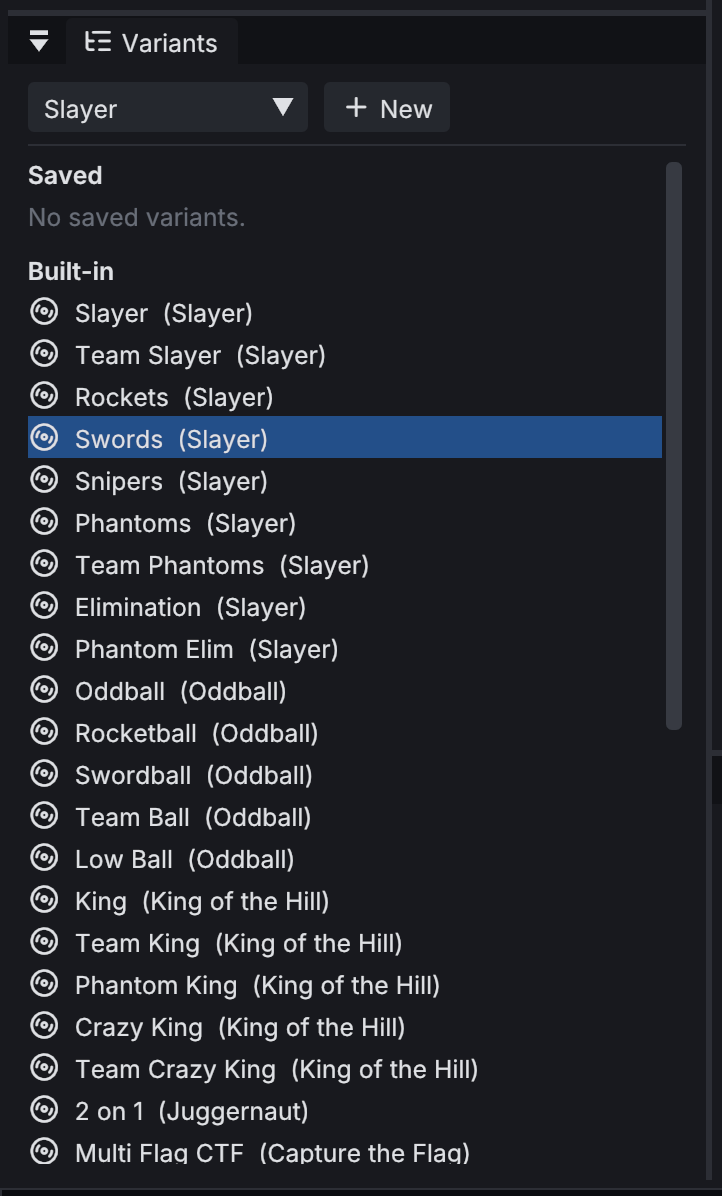 Variants
Slayer
New
Saved
No saved variants.
Built-in
Slayer (Slayer)
Team Slayer (Slayer)
Rockets (Slayer)
Swords (Slayer)
Snipers (Slayer)
Phantoms (Slayer)
Team Phantoms (Slayer)
Elimination (Slayer)
Phantom Elim (Slayer)
Oddball (Oddball)
Rocketball (Oddball)
Swordball (Oddball)
Team Ball (Oddball)
Low Ball (Oddball)
King (King of the Hill)
Team King (King of the Hill)
Phantom King (King of the Hill)
Crazy King (King of the Hill)
Team Crazy King (King of the Hill)
2 on 1 (Juggernaut)
Multi Flag CTF (Capture the Flag)